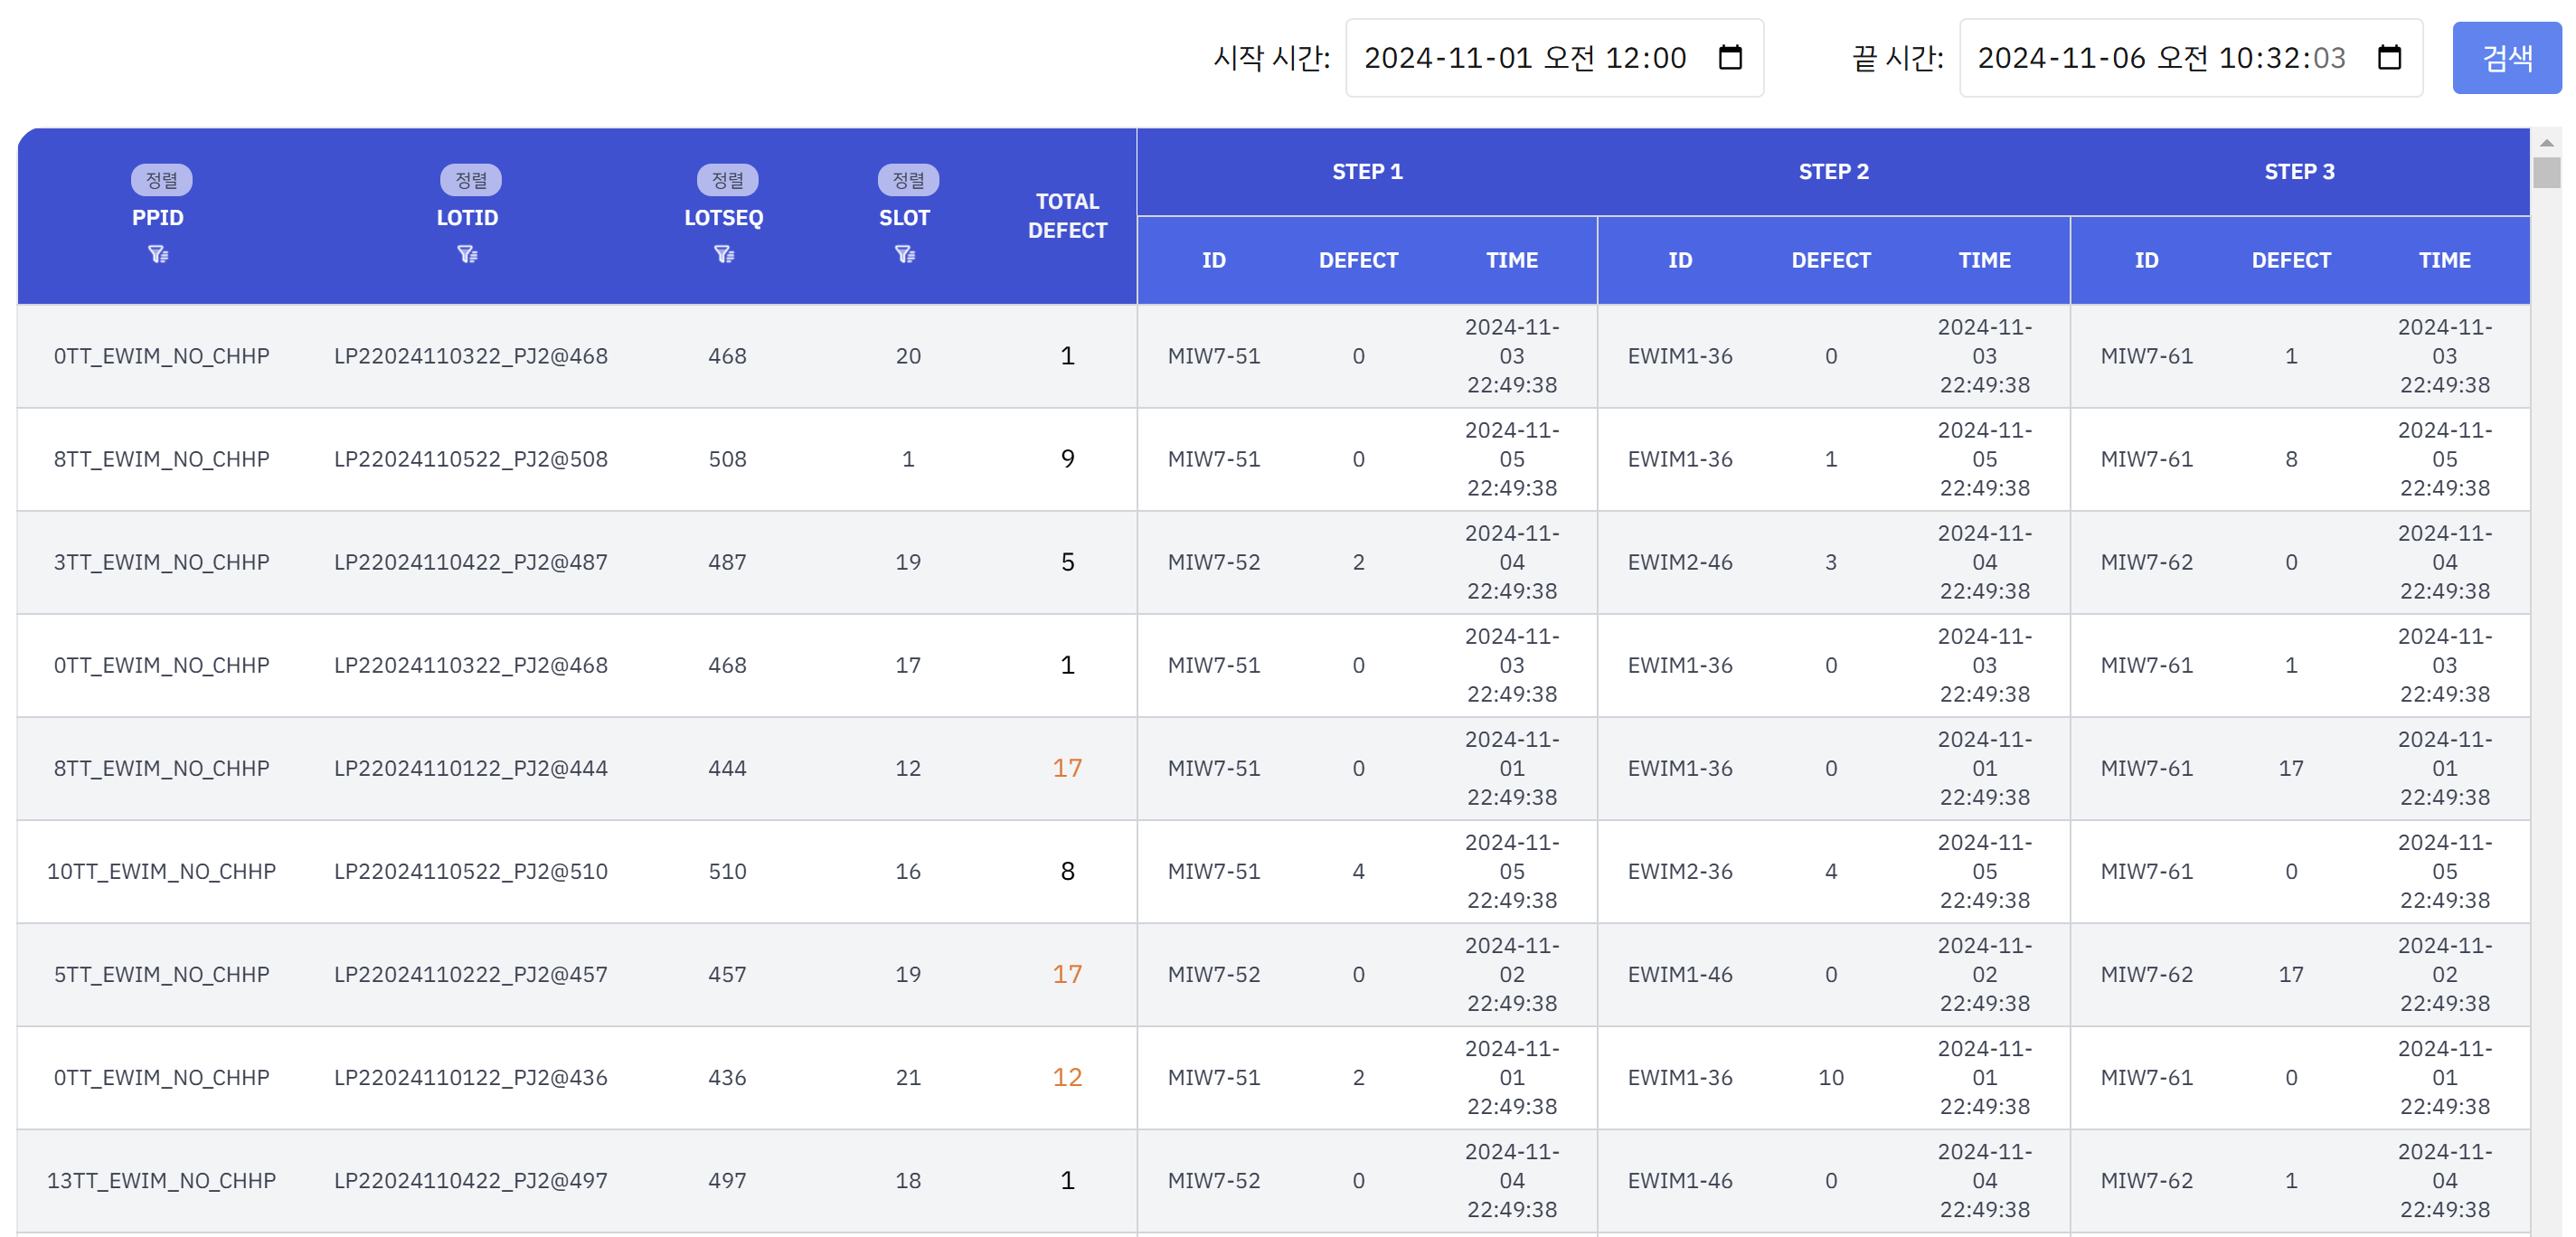 시작 시간: 2024-11-01 오전 12:00 끝 시간: 2024-11-06 오전 10:32:03 검색
정렬 정렬 정렬 정렬
PPID LOTID LOTSEQ SLOT TOTAL DEFECT STEP 1 STEP 2 STEP 3
ID DEFECT TIME ID DEFECT TIME ID DEFECT TIME
0TT_EWIM_NO_CHHP LP22024110322_PJ2@468 468 20 1 MIW7-51 0 2024-11-03 22:49:38 EWIM1-36 0 2024-11-03 22:49:38 MIW7-61 1 2024-11-03 22:49:38
8TT_EWIM_NO_CHHP LP22024110522_PJ2@508 508 1 9 MIW7-51 0 2024-11-05 22:49:38 EWIM1-36 1 2024-11-05 22:49:38 MIW7-61 8 2024-11-05 22:49:38
3TT_EWIM_NO_CHHP LP22024110422_PJ2@487 487 19 5 MIW7-52 2 2024-11-04 22:49:38 EWIM2-46 3 2024-11-04 22:49:38 MIW7-62 0 2024-11-04 22:49:38
0TT_EWIM_NO_CHHP LP22024110322_PJ2@468 468 17 1 MIW7-51 0 2024-11-03 22:49:38 EWIM1-36 0 2024-11-03 22:49:38 MIW7-61 1 2024-11-03 22:49:38
8TT_EWIM_NO_CHHP LP22024110122_PJ2@444 444 12 17 MIW7-51 0 2024-11-01 22:49:38 EWIM1-36 0 2024-11-01 22:49:38 MIW7-61 17 2024-11-01 22:49:38
10TT_EWIM_NO_CHHP LP22024110522_PJ2@510 510 16 8 MIW7-51 4 2024-11-05 22:49:38 EWIM2-36 4 2024-11-05 22:49:38 MIW7-61 0 2024-11-05 22:49:38
5TT_EWIM_NO_CHHP LP22024110222_PJ2@457 457 19 17 MIW7-52 0 2024-11-02 22:49:38 EWIM1-46 0 2024-11-02 22:49:38 MIW7-62 17 2024-11-02 22:49:38
0TT_EWIM_NO_CHHP LP22024110122_PJ2@436 436 21 12 MIW7-51 2 2024-11-01 22:49:38 EWIM1-36 10 2024-11-01 22:49:38 MIW7-61 0 2024-11-01 22:49:38
13TT_EWIM_NO_CHHP LP22024110422_PJ2@497 497 18 1 MIW7-52 0 2024-11-04 22:49:38 EWIM1-46 0 2024-11-04 22:49:38 MIW7-62 1 2024-11-04 22:49:38